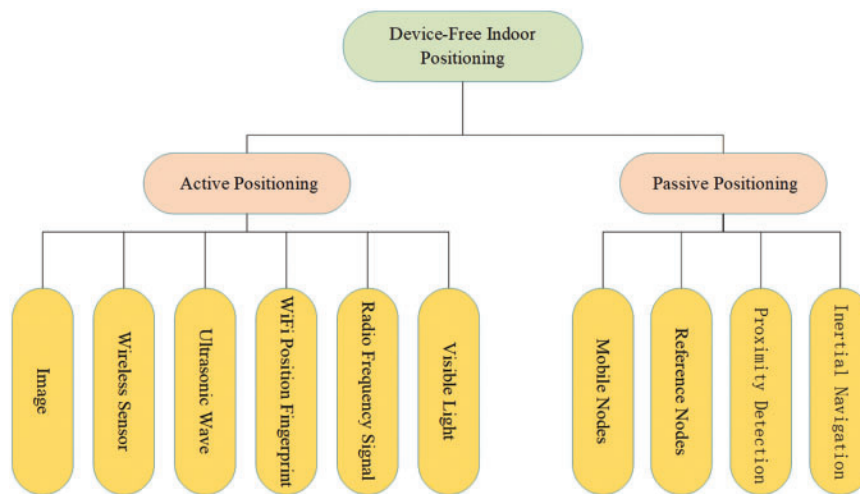 Device-Free Indoor
Positioning
Active Positioning
Passive Positioning
Image
Wireless Sensor
Ultrasonic Wave
WiFi Position Fingerprint
Radio Frequency Signal
Visible Light
Mobile Nodes
Reference Nodes
Proximity Detection
Inertial Navigation